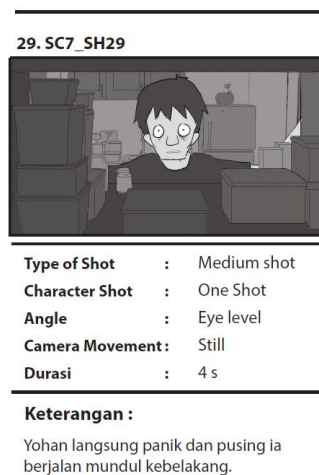 29. SC7_SH29
Type of Shot : Medium shot
Character Shot : One Shot
Angle : Eye level
Camera Movement : Still
Durasi : 4 s
Keterangan :
Yohan langsung panik dan pusing ia
berjalan mundul kebelakang.